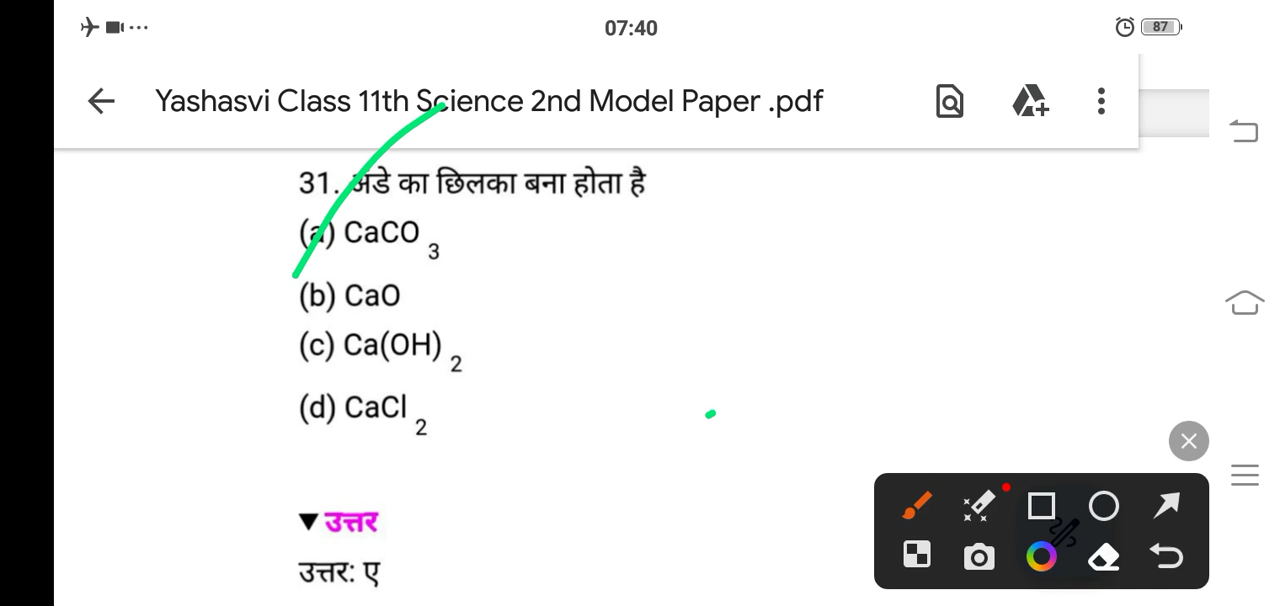 07:40
87
Yashasvi Class 11th Science 2nd Model Paper .pdf
31. अंडे का छिलका बना होता है
(a) CaCO 3
(b) CaO
(c) Ca(OH) 2
(d) CaCl 2
▼ उत्तर
उत्तर: ए